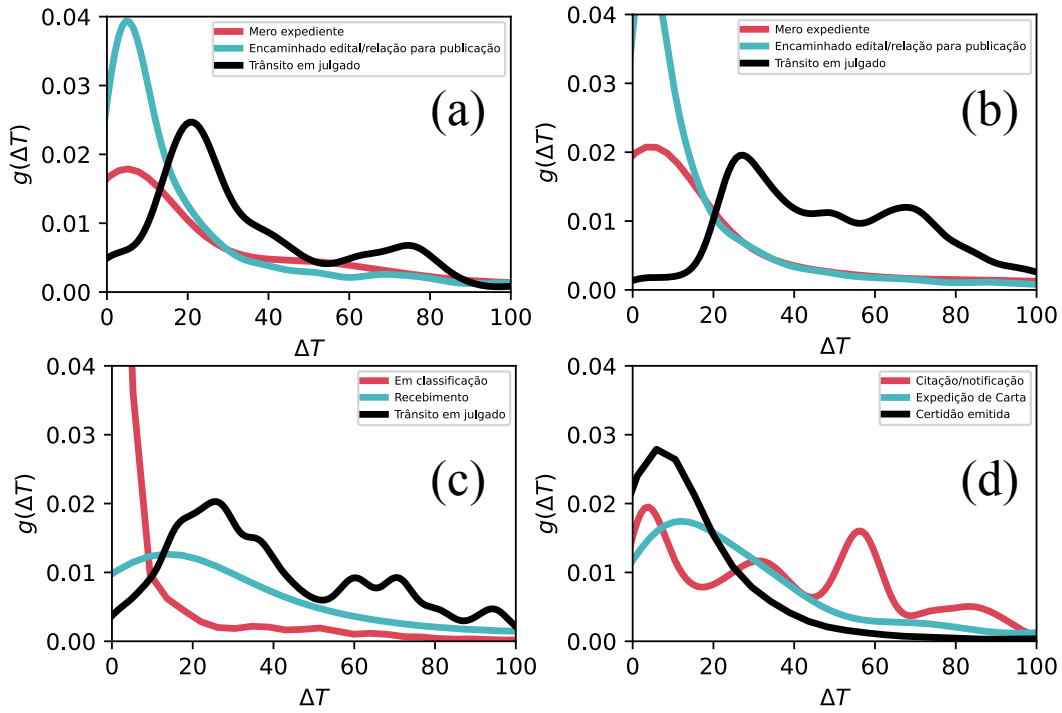 Mero expediente
Encaminhado edital/relação para publicação
Trânsito em julgado
(a)
g(ΔT)
0.04
0.03
0.02
0.01
0.00
0 20 40 60 80 100
ΔT
Mero expediente
Encaminhado edital/relação para publicação
Trânsito em julgado
(b)
g(ΔT)
0.04
0.03
0.02
0.01
0.00
0 20 40 60 80 100
ΔT
Em classificação
Recebimento
Trânsito em julgado
(c)
g(ΔT)
0.04
0.03
0.02
0.01
0.00
0 20 40 60 80 100
ΔT
Citação/notificação
Expedição de Carta
Certidão emitida
(d)
g(ΔT)
0.04
0.03
0.02
0.01
0.00
0 20 40 60 80 100
ΔT